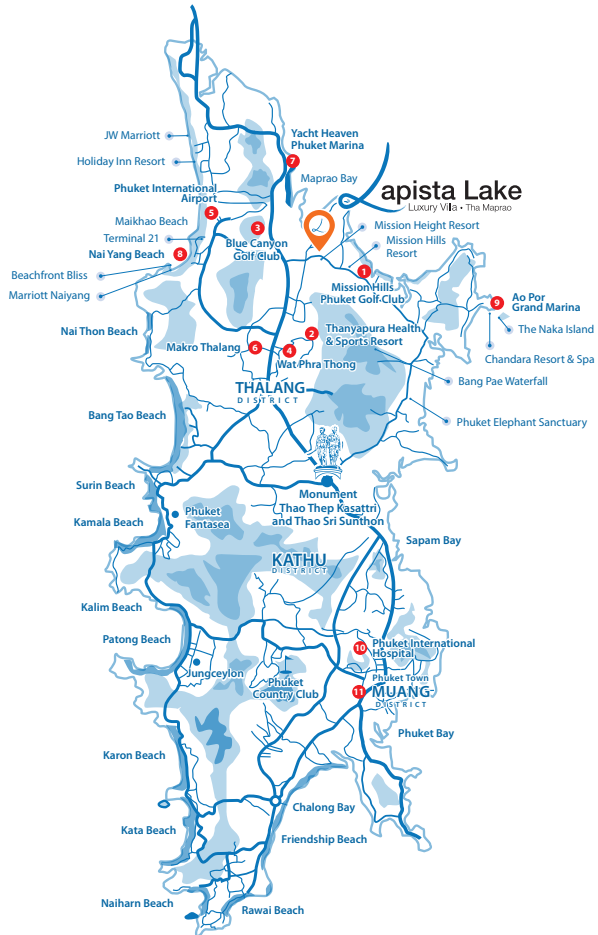 JW Marriott
Holiday Inn Resort
Yacht Heaven
Phuket Marina
7
Maprao Bay
apista Lake
Luxury Vila • Tha Maprao
Phuket International
Airport
5
Maikhao Beach
Terminal 21
3
Blue Canyon
Golf Club
Nai Yang Beach
8
Beachfront Bliss
Marriott Naiyang
Mission Height Resort
Mission Hills
Resort
1
Mission Hills
Phuket Golf Club
9
Ao Por
Grand Marina
The Naka Island
Chandara Resort & Spa
Nai Thon Beach
Makro Thalang
6
4
2
Thanyapura Health
& Sports Resort
Wat Phra Thong
Bang Pae Waterfall
THALANG
DISTRICT
Bang Tao Beach
Phuket Elephant Sanctuary
Surin Beach
Monument
Thao Thep Kasattri
and Thao Sri Sunthon
Phuket
Fantasea
Kamala Beach
Sapam Bay
KATHU
DISTRICT
Kalim Beach
Patong Beach
10
Phuket International
Hospital
Jungceylon
Phuket
Country Club
Phuket Town
11
MUANG
DISTRICT
Phuket Bay
Karon Beach
Chalong Bay
Kata Beach
Friendship Beach
Naiharn Beach
Rawai Beach